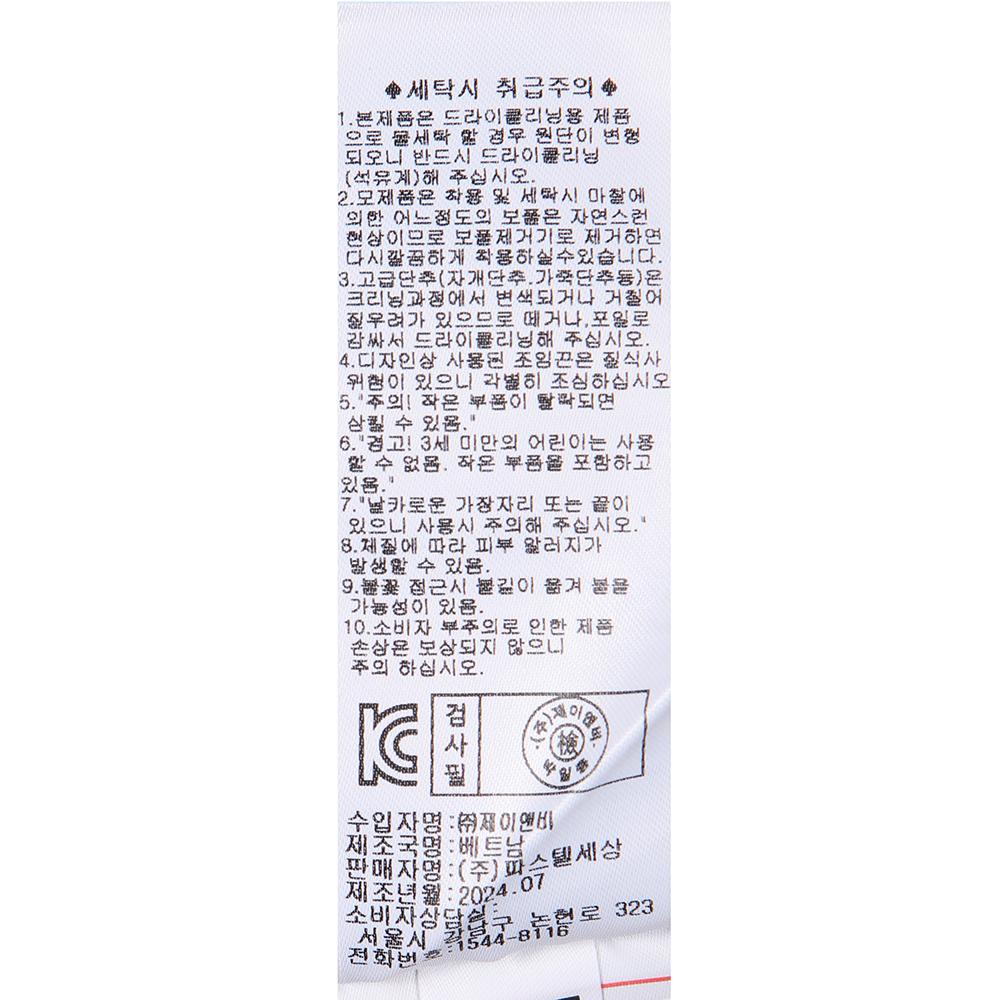 ♠세탁시 취급주의♠
1.본제품은 드라이클리닝용 제품
으로 물세탁 할 경우 원단이 변형
되오니 반드시 드라이클리닝
(석유계)해 주십시오.
2.모제품은 착용 및 세탁시 마찰에
의한 어느정도의 보풀은 자연스런
현상이므로 보풀제거기로 제거하면
다시깔끔하게 착용하실수있습니다.
3.고급단추(자개단추.가죽단추등)은
크리닝과정에서 변색되거나 거칠어
질우려가 있으므로 떼거나,포일로
감싸서 드라이클리닝해 주십시오.
4.디자인상 사용된 조임끈은 질식사
위험이 있으니 각별히 조심하십시오
5."주의! 작은 부품이 탈락되면
삼킬 수 있음."
6."경고! 3세 미만의 어린이는 사용
할 수 없음. 작은 부품을 포함하고
있음."
7."날카로운 가장자리 또는 끝이
있으니 사용시 주의해 주십시오."
8.체질에 따라 피부 알러지가
발생할 수 있음.
9.불꽃 접근시 불길이 옮겨 붙을
가능성이 있음.
10.소비자 부주의로 인한 제품
손상은 보상되지 않으니
주의 하십시오.
KC
검사필
(주)제이앤비
檢
수입자명:㈜제이앤비
제조국명:베트남
판매자명:(주)파스텔세상
제조년월:2024.07
소비자상담실:
서울시 강남구 논현로 323
전화번호:1544-8116